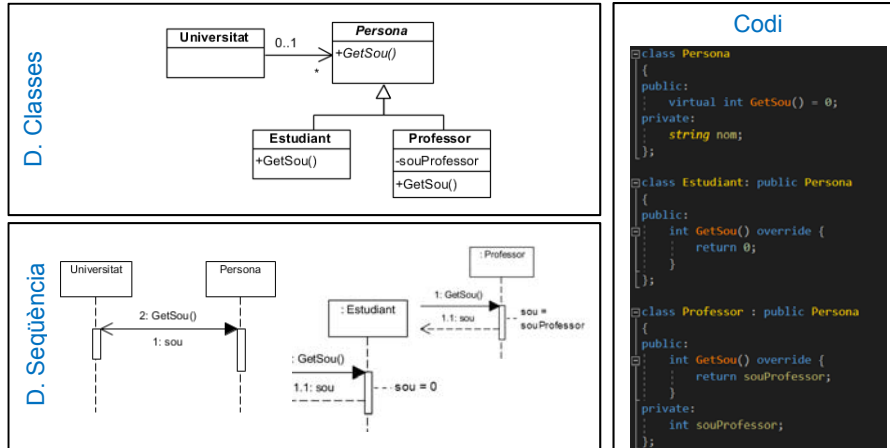 D. Classes
Universitat
0..1
*
Persona
+GetSou()
Estudiant
+GetSou()
Professor
-souProfessor
+GetSou()
D. Seqüència
Universitat
Persona
2: GetSou()
1: sou
: Estudiant
: GetSou()
1.1: sou
sou = 0
: Professor
1: GetSou()
1.1: sou
sou =
souProfessor
Codi
class Persona
{
public:
virtual int GetSou() = 0;
private:
string nom;
};
class Estudiant: public Persona
{
public:
int GetSou() override {
return 0;
}
};
class Professor : public Persona
{
public:
int GetSou() override {
return souProfessor;
}
private:
int souProfessor;
};